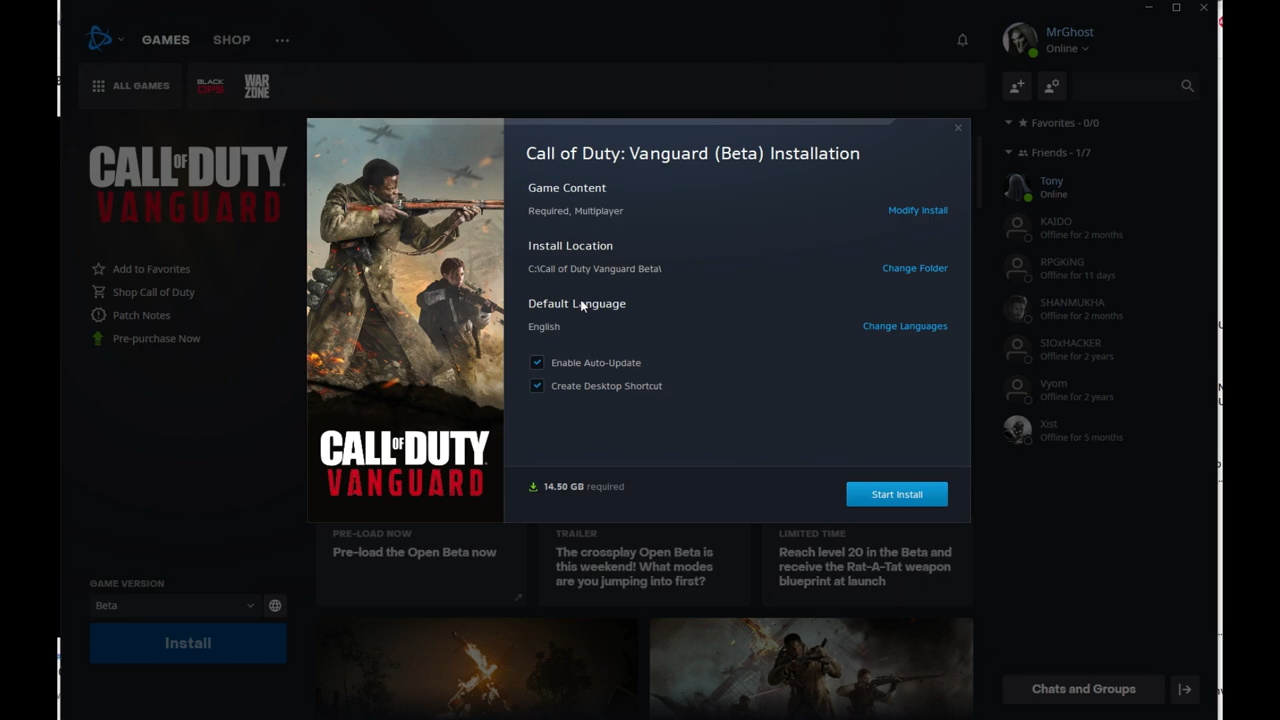 GAMES
SHOP
MrGhost
Online
ALL GAMES
BLACK OPS
WAR ZONE
Favorites - 0/0
Friends - 1/7
Tony
Online
KAIDO
Offline for 2 months
RPGKiNG
Offline for 11 days
SHANMUKHA
Offline for 2 months
SIOxHACKER
Offline for 2 years
Vyom
Offline for 2 years
Xist
Offline for 5 months
Chats and Groups
CALL OF DUTY
VANGUARD
Add to Favorites
Shop Call of Duty
Patch Notes
Pre-purchase Now
GAME VERSION
Beta
Install
CALL OF DUTY
VANGUARD
Call of Duty: Vanguard (Beta) Installation
Game Content
Required, Multiplayer
Modify Install
Install Location
C:\Call of Duty Vanguard Beta\
Change Folder
Default Language
English
Change Languages
Enable Auto-Update
Create Desktop Shortcut
14.50 GB required
Start Install
PRE-LOAD NOW
Pre-load the Open Beta now
TRAILER
The crossplay Open Beta is
this weekend! What modes
are you jumping into first?
LIMITED TIME
Reach level 20 in the Beta and
receive the Rat-A-Tat weapon
blueprint at launch